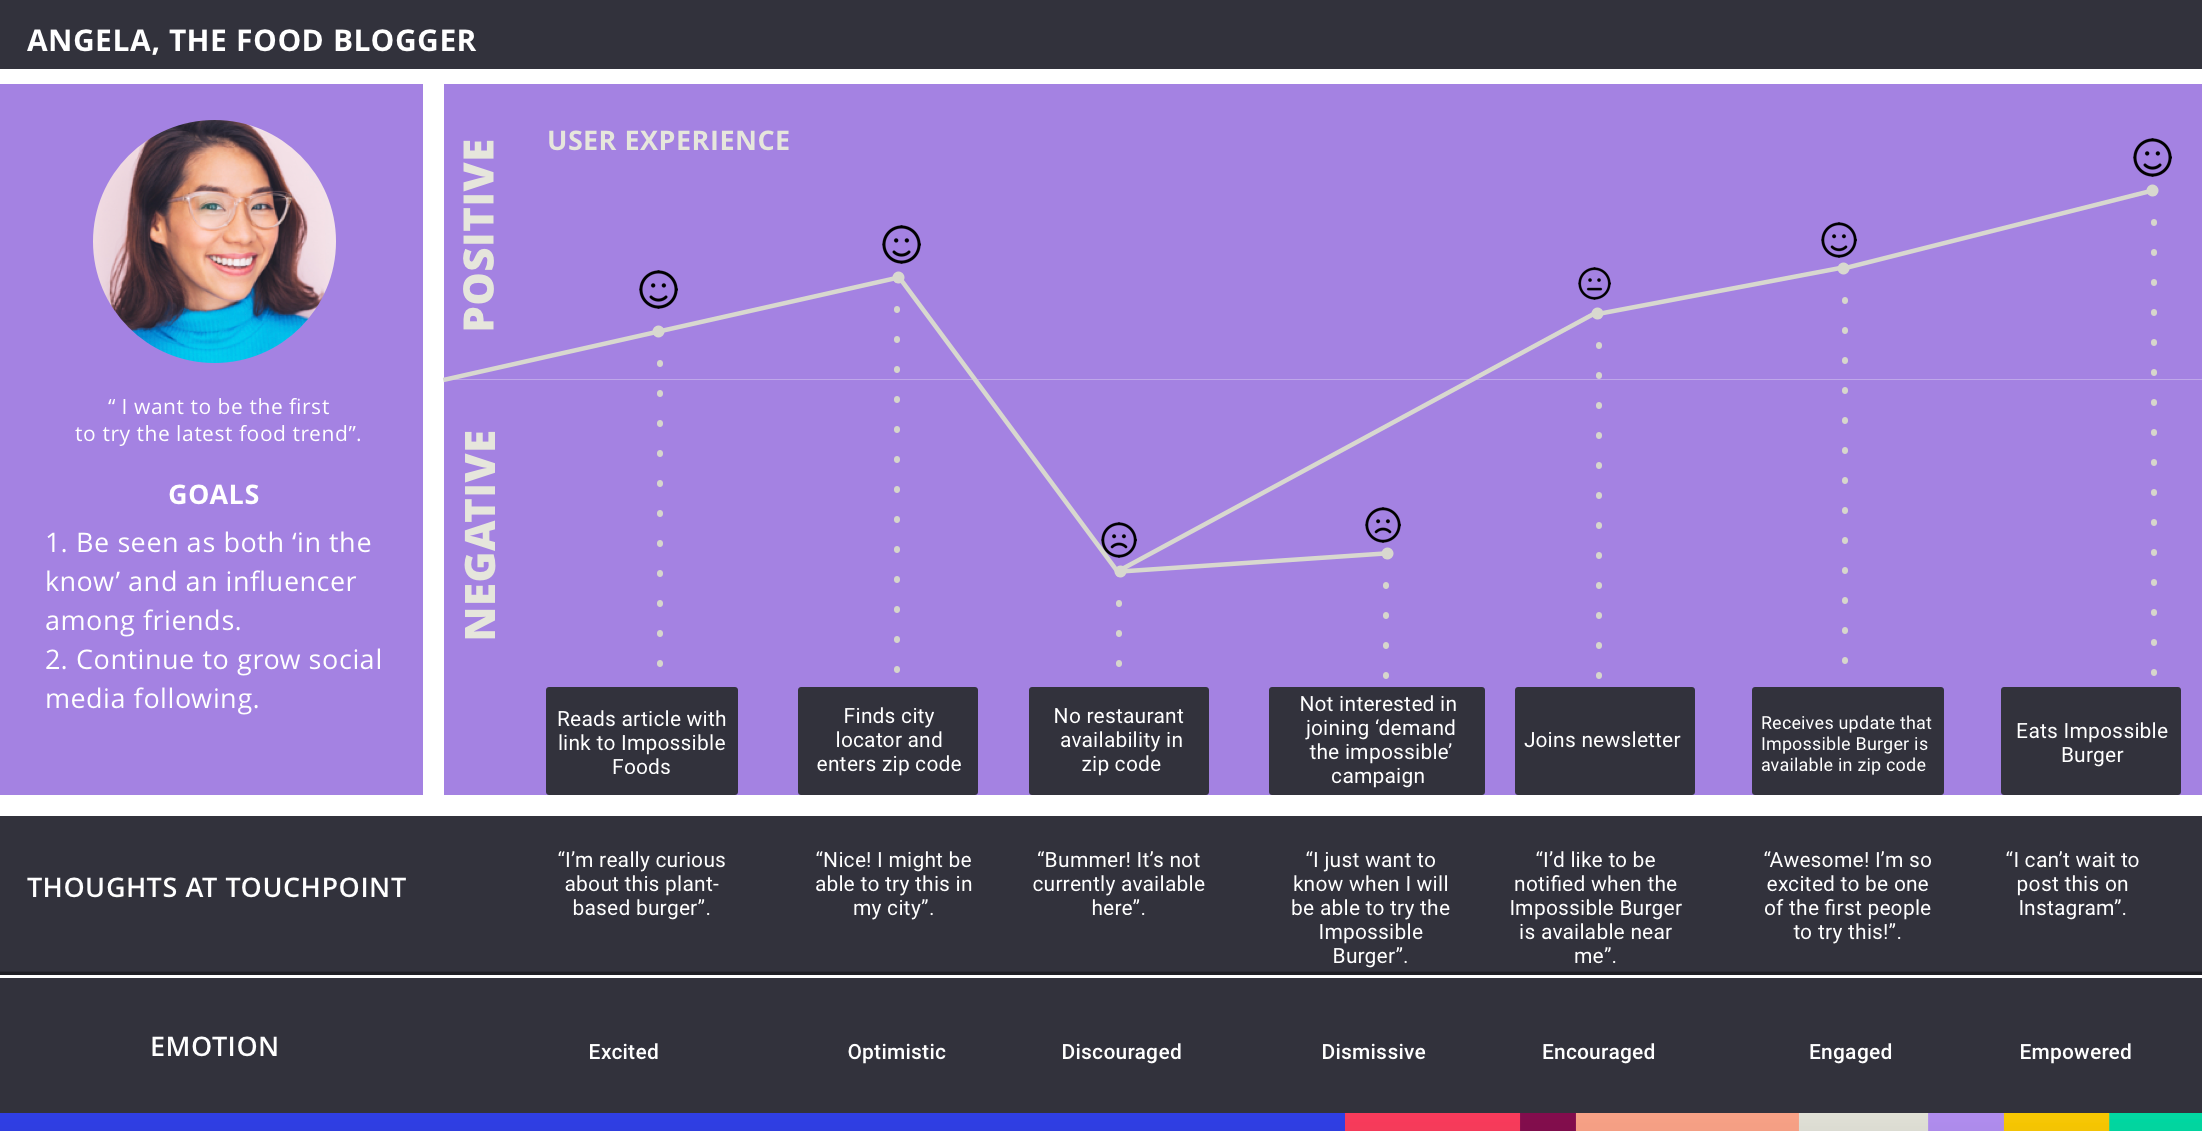 ANGELA, THE FOOD BLOGGER
“ I want to be the first
to try the latest food trend”.
GOALS
1. Be seen as both ‘in the
know’ and an influencer
among friends.
2. Continue to grow social
media following.
USER EXPERIENCE
POSITIVE
NEGATIVE
Reads article with
link to Impossible
Foods
Finds city
locator and
enters zip code
No restaurant
availability in
zip code
Not interested in
joining ‘demand
the impossible’
campaign
Joins newsletter
Receives update that
Impossible Burger is
available in zip code
Eats Impossible
Burger
THOUGHTS AT TOUCHPOINT
“I’m really curious
about this plant-
based burger”.
“Nice! I might be
able to try this in
my city”.
“Bummer! It’s not
currently available
here”.
“I just want to
know when I will
be able to try the
Impossible
Burger”.
“I’d like to be
notified when the
Impossible Burger
is available near
me”.
“Awesome! I’m so
excited to be one
of the first people
to try this!”.
“I can’t wait to
post this on
Instagram”.
EMOTION
Excited
Optimistic
Discouraged
Dismissive
Encouraged
Engaged
Empowered